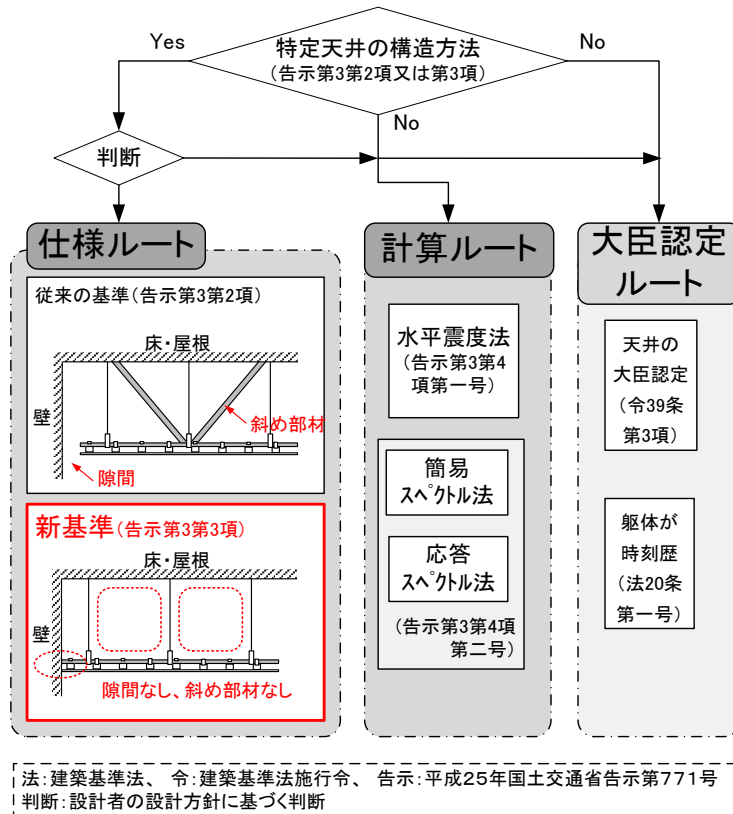 Yes
特定天井の構造方法
(告示第3第2項又は第3項)
No
No
判断
仕様ルート
従来の基準(告示第3第2項)
床・屋根
壁
斜め部材
隙間
新基準(告示第3第3項)
床・屋根
壁
隙間なし、斜め部材なし
計算ルート
水平震度法
(告示第3第4
項第一号)
簡易
スペクトル法
応答
スペクトル法
(告示第3第4項
第二号)
大臣認定
ルート
天井の
大臣認定
(令39条
第3項)
躯体が
時刻歴
(法20条
第一号)
法:建築基準法、 令:建築基準法施行令、 告示:平成25年国土交通省告示第771号
判断:設計者の設計方針に基づく判断